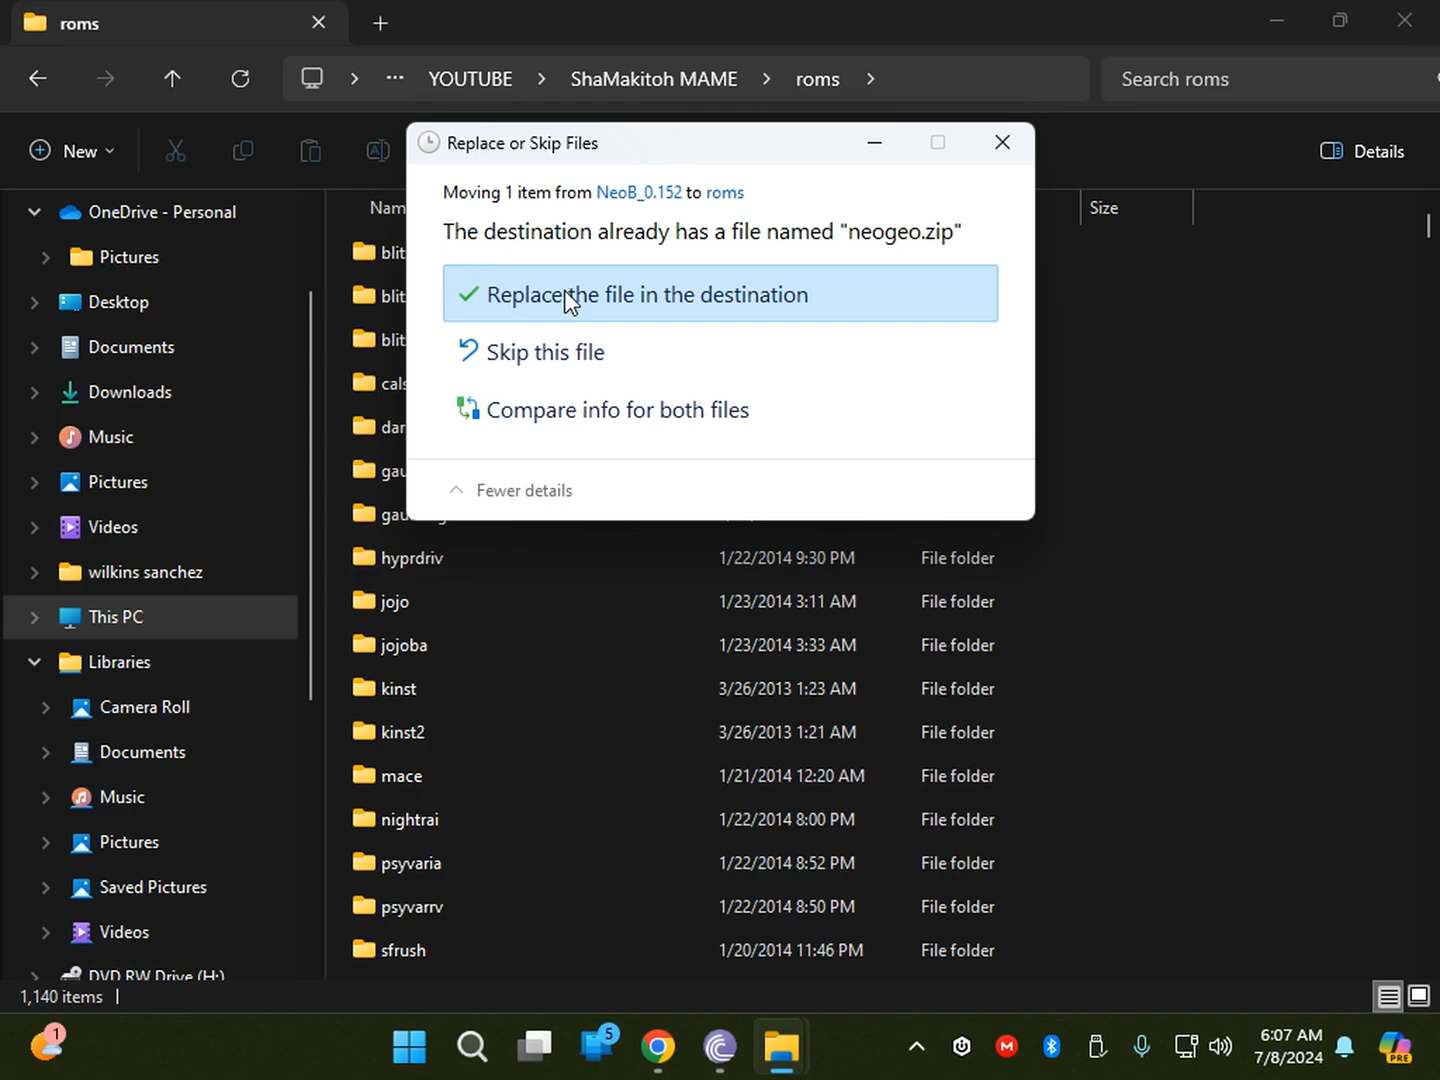 roms
YOUTUBE
ShaMakitoh MAME
roms
Search roms
New
Details
Replace or Skip Files
Moving 1 item from NeoB_0.152 to roms
The destination already has a file named "neogeo.zip"
Replace the file in the destination
Skip this file
Compare info for both files
Fewer details
OneDrive - Personal
Pictures
Desktop
Documents
Downloads
Music
Pictures
Videos
wilkins sanchez
This PC
Libraries
Camera Roll
Documents
Music
Pictures
Saved Pictures
Videos
DVD RW Drive (H:)
Nam
Size
blit
blit
blit
cals
dar
gau
hyprdriv 1/22/2014 9:30 PM File folder
jojo 1/23/2014 3:11 AM File folder
jojoba 1/23/2014 3:33 AM File folder
kinst 3/26/2013 1:23 AM File folder
kinst2 3/26/2013 1:21 AM File folder
mace 1/21/2014 12:20 AM File folder
nightrai 1/22/2014 8:00 PM File folder
psyvaria 1/22/2014 8:52 PM File folder
psyvarrv 1/22/2014 8:50 PM File folder
sfrush 1/20/2014 11:46 PM File folder
1,140 items
1
5
M
6:07 AM
7/8/2024
PRE